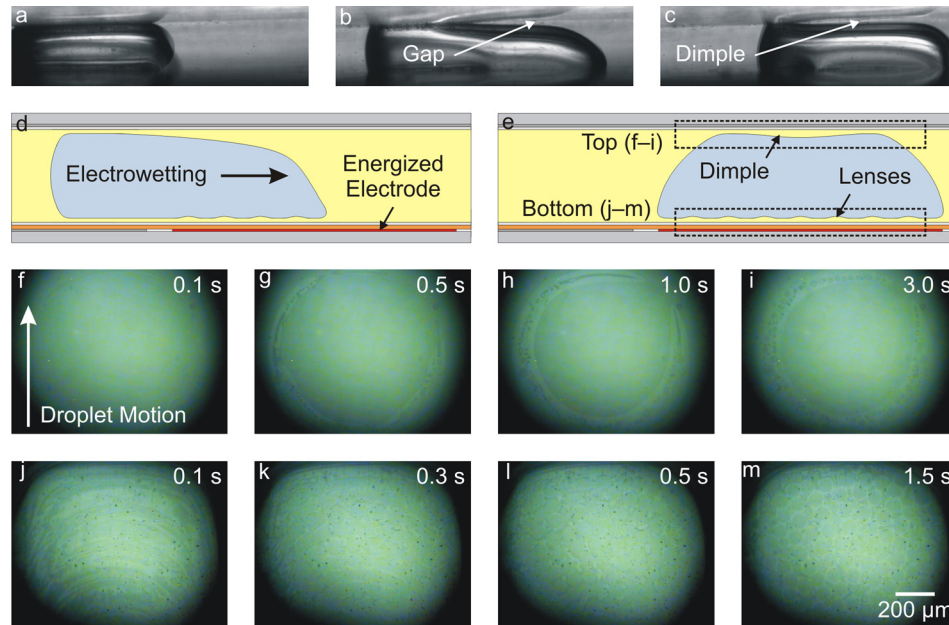 a
b
Gap
c
Dimple
d
Electrowetting
Energized
Electrode
e
Top (f–i)
Dimple
Lenses
Bottom (j–m)
f
0.1 s
Droplet Motion
g
0.5 s
h
1.0 s
i
3.0 s
j
0.1 s
k
0.3 s
l
0.5 s
m
1.5 s
200 μm